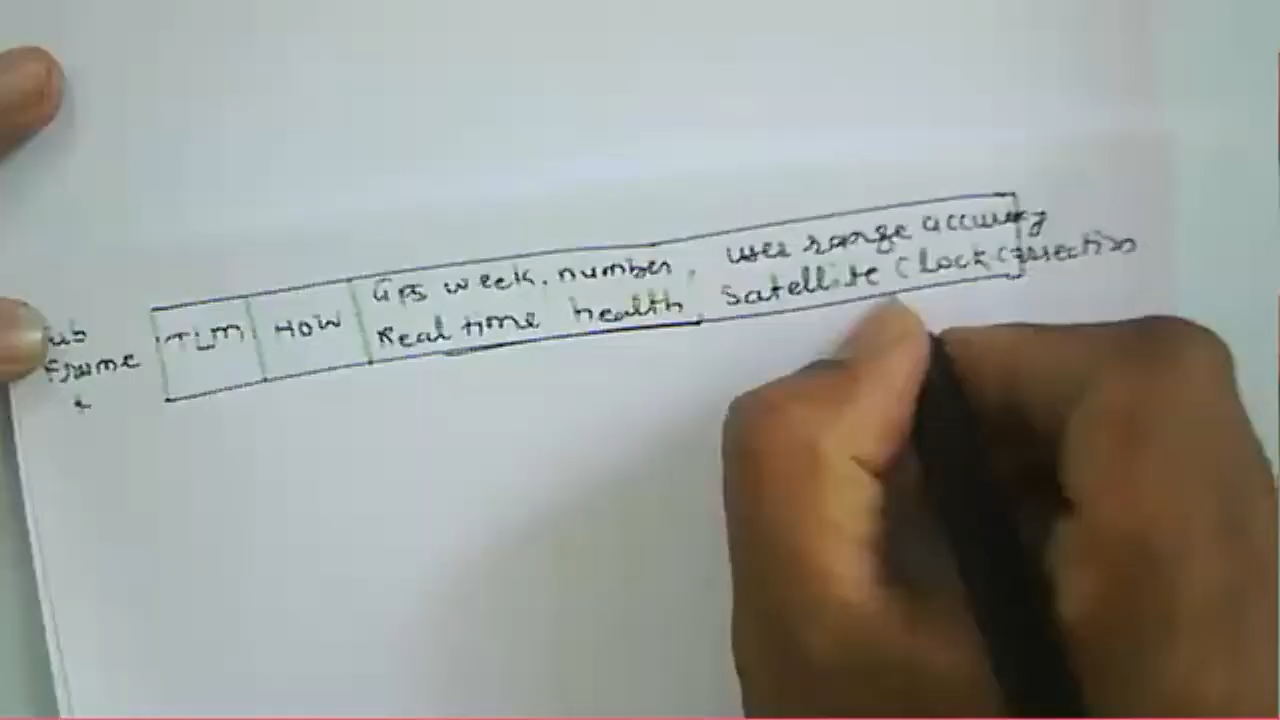 GPS week. number, user range accuracy
TLM HOW Real time health, satellite clock correction
Sub
Frame